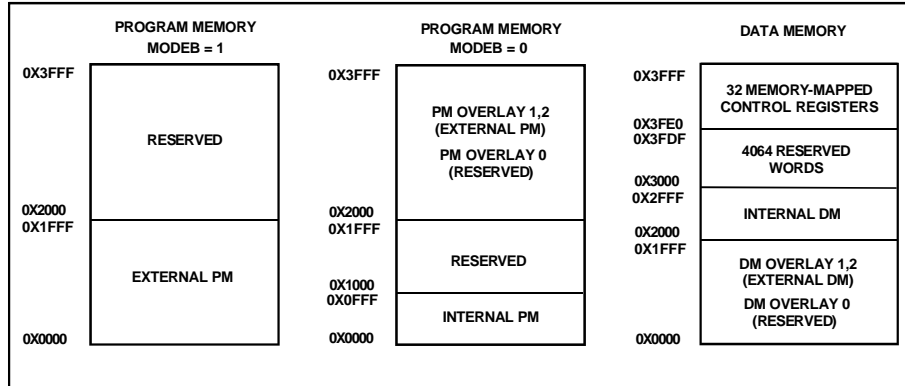 PROGRAM MEMORY
MODEB = 1
0X3FFF
RESERVED
0X2000
0X1FFF
EXTERNAL PM
0X0000
PROGRAM MEMORY
MODEB = 0
0X3FFF
PM OVERLAY 1,2
(EXTERNAL PM)
PM OVERLAY 0
(RESERVED)
0X2000
0X1FFF
RESERVED
0X1000
0X0FFF
INTERNAL PM
0X0000
DATA MEMORY
0X3FFF
32 MEMORY-MAPPED
CONTROL REGISTERS
0X3FE0
0X3FDF
4064 RESERVED
WORDS
0X3000
0X2FFF
INTERNAL DM
0X2000
0X1FFF
DM OVERLAY 1,2
(EXTERNAL DM)
DM OVERLAY 0
(RESERVED)
0X0000